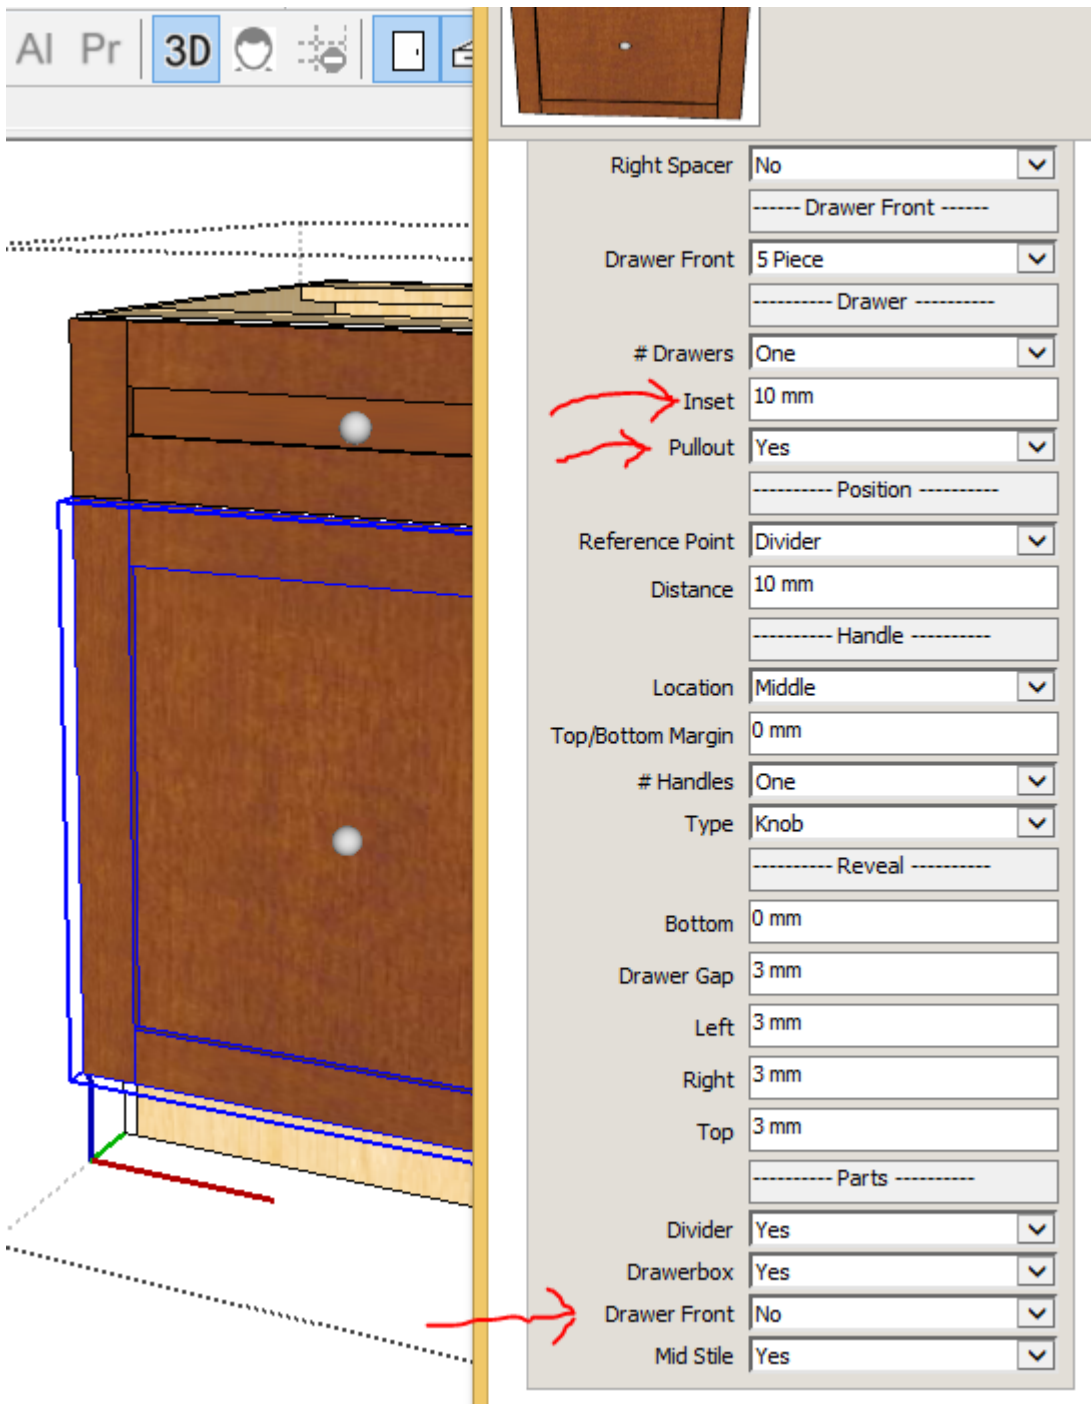 Al Pr 3D
Right Spacer No
------ Drawer Front ------
Drawer Front 5 Piece
---------- Drawer ----------
# Drawers One
Inset 10 mm
Pullout Yes
---------- Position ----------
Reference Point Divider
Distance 10 mm
---------- Handle ----------
Location Middle
Top/Bottom Margin 0 mm
# Handles One
Type Knob
---------- Reveal ----------
Bottom 0 mm
Drawer Gap 3 mm
Left 3 mm
Right 3 mm
Top 3 mm
---------- Parts ----------
Divider Yes
Drawerbox Yes
Drawer Front No
Mid Stile Yes